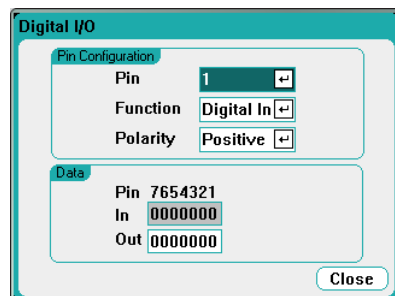 Digital I/O
Pin Configuration
Pin 1
Function Digital In
Polarity Positive
Data
Pin 7654321
In 0000000
Out 0000000
Close